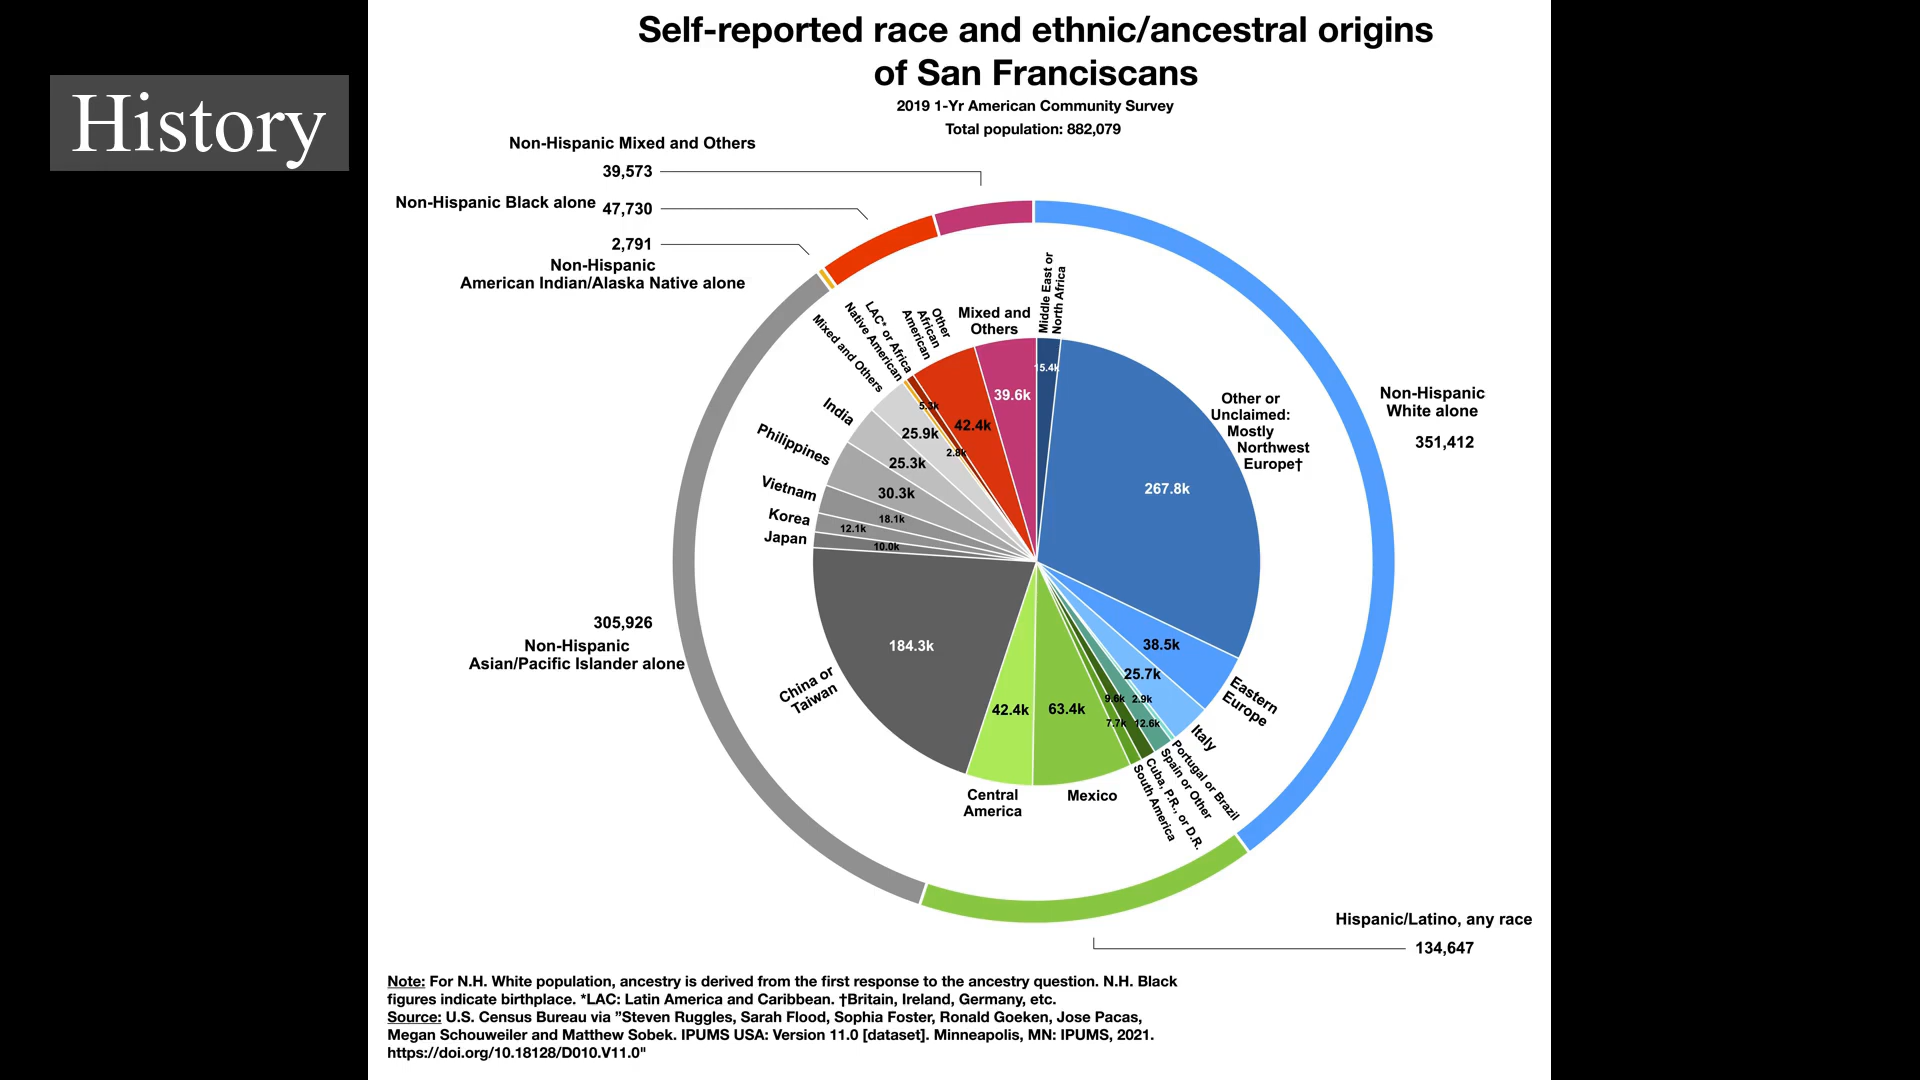 History
Self-reported race and ethnic/ancestral origins
of San Franciscans
2019 1-Yr American Community Survey
Total population: 882,079
Non-Hispanic Mixed and Others
39,573
Non-Hispanic Black alone
47,730
2,791
Non-Hispanic
American Indian/Alaska Native alone
Middle East or
North Africa
Mixed and
Others
Other
African
American
LAC* or Africa
Native American
Mixed and Others
India
Philippines
Vietnam
Korea
Japan
5.4k
39.6k
42.4k
5.3k
2.8k
25.9k
25.3k
30.3k
18.1k
12.1k
10.0k
Other or
Unclaimed:
Mostly
Northwest
Europe†
267.8k
Non-Hispanic
White alone
351,412
305,926
Non-Hispanic
Asian/Pacific Islander alone
184.3k
China or
Taiwan
42.4k
63.4k
38.5k
25.7k
9.6k
2.9k
7.7k
12.6k
Eastern
Europe
Italy
Portugal or Brazil
Spain or Other
Cuba, P.R., or D.R.
South America
Mexico
Central
America
Hispanic/Latino, any race
134,647
Note: For N.H. White population, ancestry is derived from the first response to the ancestry question. N.H. Black
figures indicate birthplace. *LAC: Latin America and Caribbean. †Britain, Ireland, Germany, etc.
Source: U.S. Census Bureau via ”Steven Ruggles, Sarah Flood, Sophia Foster, Ronald Goeken, Jose Pacas,
Megan Schouweiler and Matthew Sobek. IPUMS USA: Version 11.0 [dataset]. Minneapolis, MN: IPUMS, 2021.
https://doi.org/10.18128/D010.V11.0"